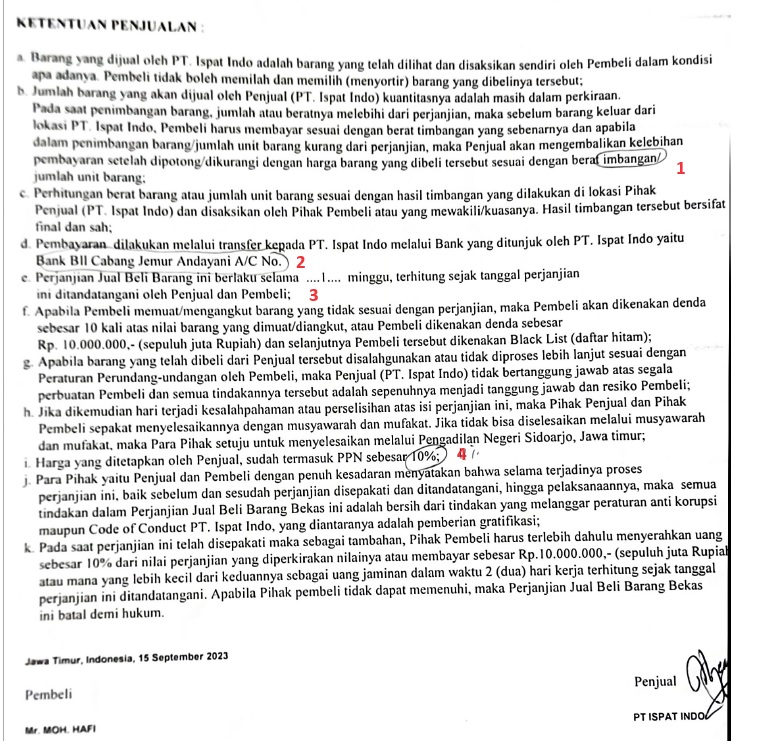 KETENTUAN PENJUALAN :
a. Barang yang dijual oleh PT. Ispat Indo adalah barang yang telah dilihat dan disaksikan sendiri oleh Pembeli dalam kondisi
apa adanya. Pembeli tidak boleh memilah dan memilih (menyortir) barang yang dibelinya tersebut;
b. Jumlah barang yang akan dijual oleh Penjual (PT. Ispat Indo) kuantitasnya adalah masih dalam perkiraan.
Pada saat penimbangan barang, jumlah atau beratnya melebihi dari perjanjian, maka sebelum barang keluar dari
lokasi PT. Ispat Indo, Pembeli harus membayar sesuai dengan berat timbangan yang sebenarnya dan apabila
dalam penimbangan barang/jumlah unit barang kurang dari perjanjian, maka Penjual akan mengembalikan kelebihan
pembayaran setelah dipotong/dikurangi dengan harga barang yang dibeli tersebut sesuai dengan berat imbangan/
1
jumlah unit barang;
c. Perhitungan berat barang atau jumlah unit barang sesuai dengan hasil timbangan yang dilakukan di lokasi Pihak
Penjual (PT. Ispat Indo) dan disaksikan oleh Pihak Pembeli atau yang mewakili/kuasanya. Hasil timbangan tersebut bersifat
final dan sah;
d. Pembayaran dilakukan melalui transfer kepada PT. Ispat Indo melalui Bank yang ditunjuk oleh PT. Ispat Indo yaitu
Bank BII Cabang Jemur Andayani A/C No. 2
e. Perjanjian Jual Beli Barang ini berlaku selama ....1.... minggu, terhitung sejak tanggal perjanjian
ini ditandatangani oleh Penjual dan Pembeli; 3
f. Apabila Pembeli memuat/mengangkut barang yang tidak sesuai dengan perjanjian, maka Pembeli akan dikenakan denda
sebesar 10 kali atas nilai barang yang dimuat/diangkut, atau Pembeli dikenakan denda sebesar
Rp. 10.000.000,- (sepuluh juta Rupiah) dan selanjutnya Pembeli tersebut dikenakan Black List (daftar hitam);
g. Apabila barang yang telah dibeli dari Penjual tersebut disalahgunakan atau tidak diproses lebih lanjut sesuai dengan
Peraturan Perundang-undangan oleh Pembeli, maka Penjual (PT. Ispat Indo) tidak bertanggung jawab atas segala
perbuatan Pembeli dan semua tindakannya tersebut adalah sepenuhnya menjadi tanggung jawab dan resiko Pembeli;
h. Jika dikemudian hari terjadi kesalahpahaman atau perselisihan atas isi perjanjian ini, maka Pihak Penjual dan Pihak
Pembeli sepakat menyelesaikannya dengan musyawarah dan mufakat. Jika tidak bisa diselesaikan melalui musyawarah
dan mufakat, maka Para Pihak setuju untuk menyelesaikan melalui Pengadilan Negeri Sidoarjo, Jawa timur;
i. Harga yang ditetapkan oleh Penjual, sudah termasuk PPN sebesar 10%; 4
j. Para Pihak yaitu Penjual dan Pembeli dengan penuh kesadaran menyatakan bahwa selama terjadinya proses
perjanjian ini, baik sebelum dan sesudah perjanjian disepakati dan ditandatangani, hingga pelaksanaannya, maka semua
tindakan dalam Perjanjian Jual Beli Barang Bekas ini adalah bersih dari tindakan yang melanggar peraturan anti korupsi
maupun Code of Conduct PT. Ispat Indo, yang diantaranya adalah pemberian gratifikasi;
k. Pada saat perjanjian ini telah disepakati maka sebagai tambahan, Pihak Pembeli harus terlebih dahulu menyerahkan uang
sebesar 10% dari nilai perjanjian yang diperkirakan nilainya atau membayar sebesar Rp.10.000.000,- (sepuluh juta Rupiah
atau mana yang lebih kecil dari keduannya sebagai uang jaminan dalam waktu 2 (dua) hari kerja terhitung sejak tanggal
perjanjian ini ditandatangani. Apabila Pihak pembeli tidak dapat memenuhi, maka Perjanjian Jual Beli Barang Bekas
ini batal demi hukum.
Jawa Timur, Indonesia, 15 September 2023
Pembeli
Penjual
Mr. MOH. HAFI
PT ISPAT INDO